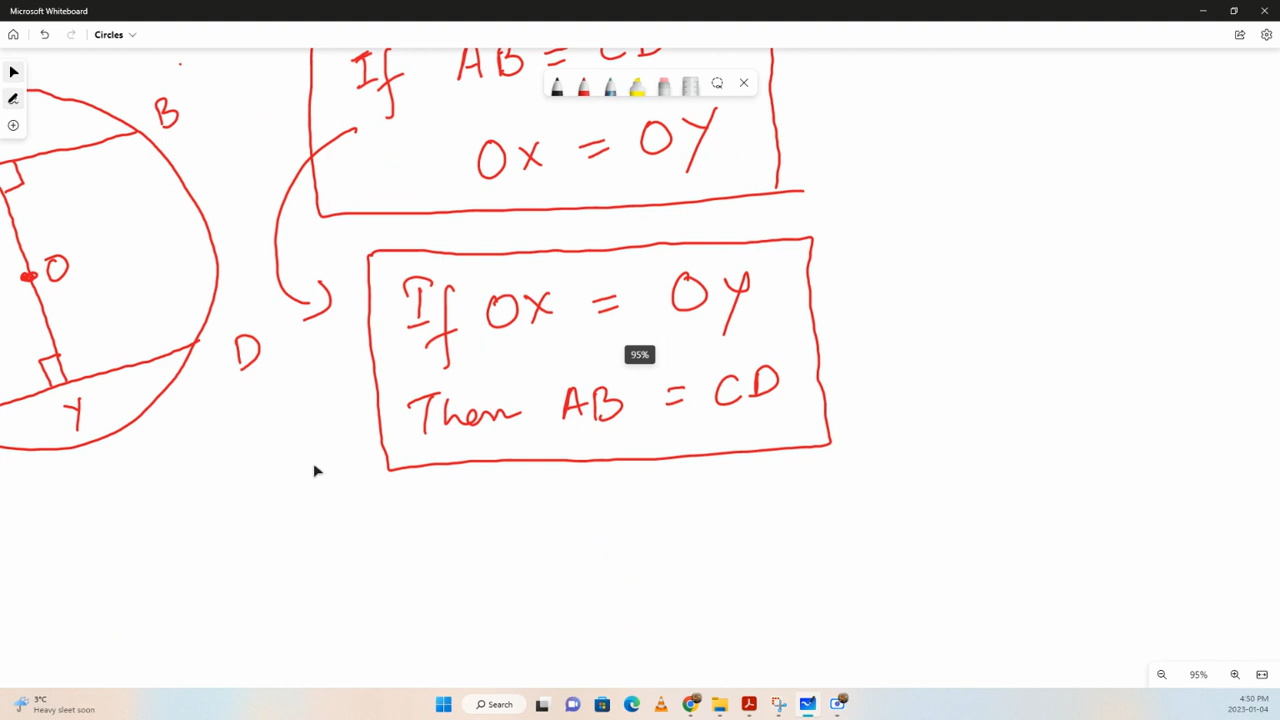 Microsoft Whiteboard
Circles
If AB = CD
OX = OY
B
O
D
Y
If OX = OY
95%
Then AB = CD
95%
3°C
Heavy sleet soon
Search
4:50 PM
2023-01-04